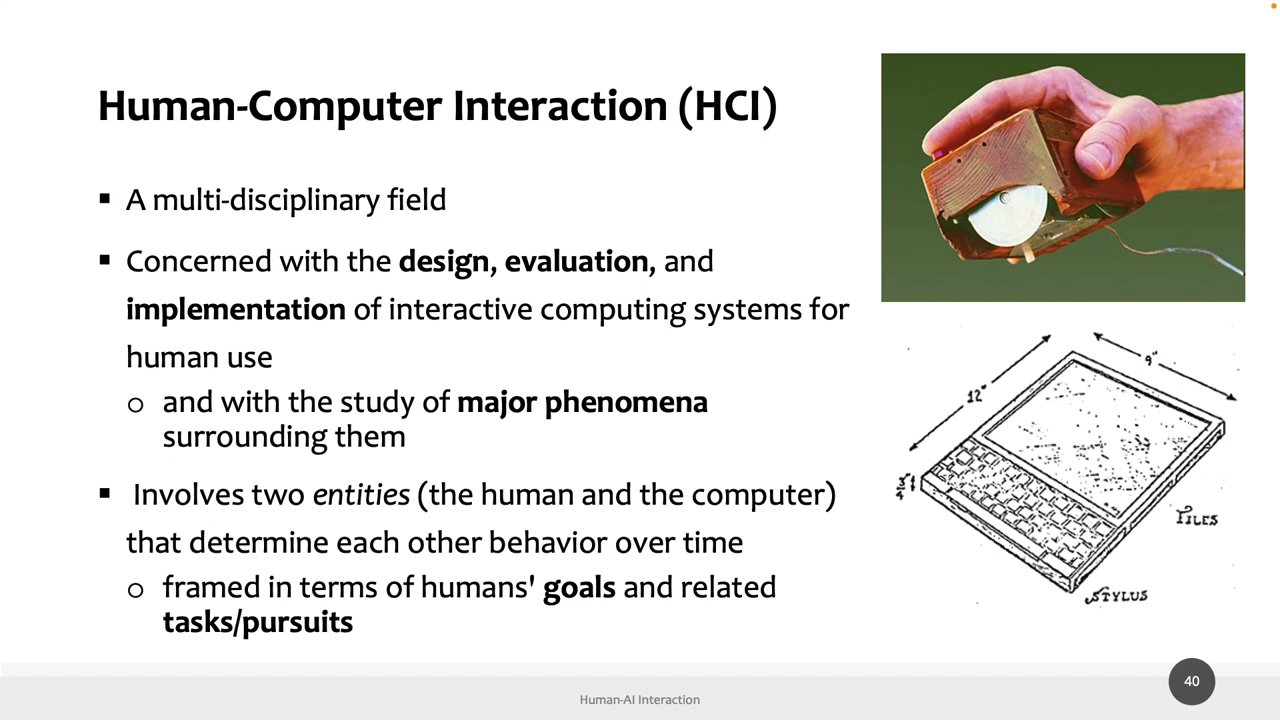 Human-Computer Interaction (HCI)
▪ A multi-disciplinary field
▪ Concerned with the design, evaluation, and
implementation of interactive computing systems for
human use
o and with the study of major phenomena
surrounding them
▪ Involves two entities (the human and the computer)
that determine each other behavior over time
o framed in terms of humans' goals and related
tasks/pursuits
12"
9"
3/4"
FILES
STYLUS
Human-AI Interaction
40